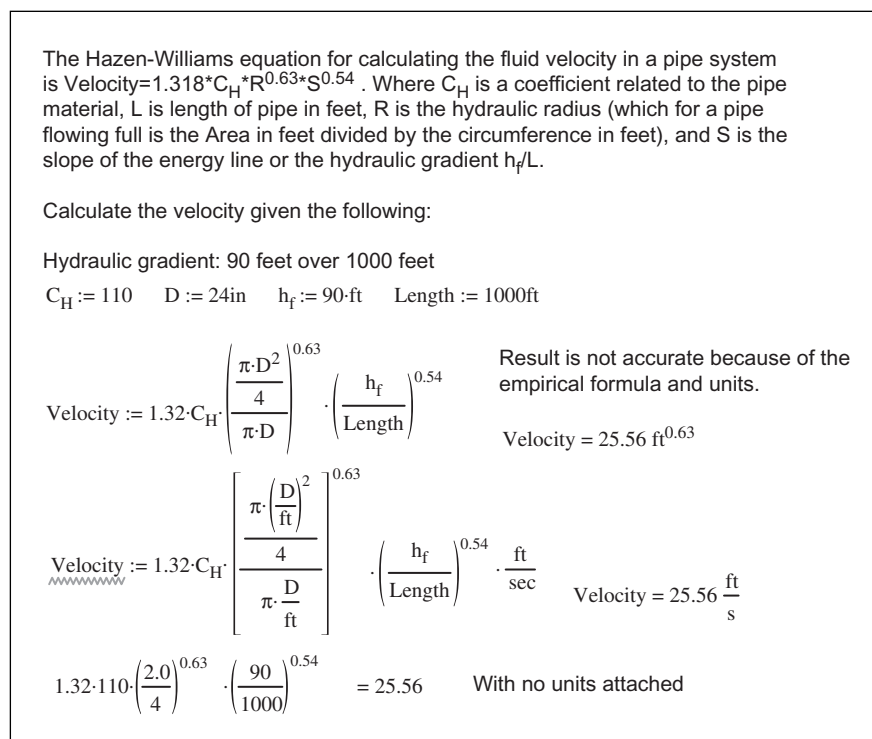 The Hazen-Williams equation for calculating the fluid velocity in a pipe system
is Velocity=1.318*C_H*R^0.63*S^0.54 . Where C_H is a coefficient related to the pipe
material, L is length of pipe in feet, R is the hydraulic radius (which for a pipe
flowing full is the Area in feet divided by the circumference in feet), and S is the
slope of the energy line or the hydraulic gradient h_f/L.
Calculate the velocity given the following:
Hydraulic gradient: 90 feet over 1000 feet
C_H := 110 D := 24in h_f := 90·ft Length := 1000ft
Velocity := 1.32·C_H·(((π·D^2)/4)/(π·D))^0.63·(h_f/Length)^0.54
Result is not accurate because of the
empirical formula and units.
Velocity = 25.56 ft^0.63
Velocity := 1.32·C_H·[((π·(D/ft)^2)/4)/(π·D/ft)]^0.63·(h_f/Length)^0.54·ft/sec
Velocity = 25.56 ft/s
1.32·110·(2.0/4)^0.63·(90/1000)^0.54 = 25.56 With no units attached